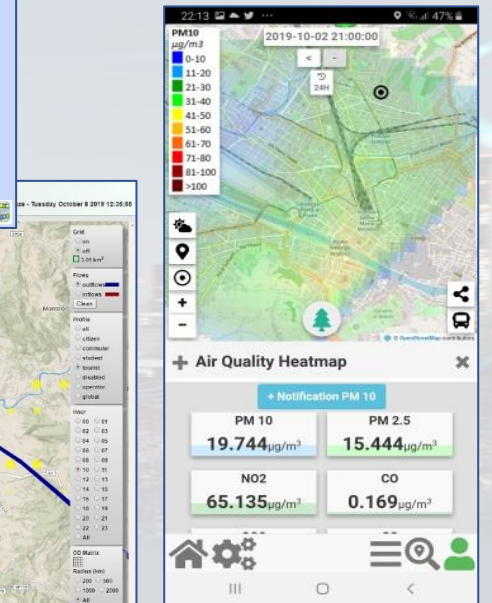 22:13
47%
PM10
µg/m3
0-10
11-20
21-30
31-40
41-50
51-60
61-70
71-80
81-100
>100
2019-10-02 21:00:00
< -
24H
+
-
© OpenStreetMap contributors
+ Air Quality Heatmap ×
+ Notification PM 10
PM 10
19.744µg/m³
PM 2.5
15.444µg/m³
NO2
65.135µg/m³
CO
0.169µg/m³
- Tuesday October 8 2019 12:35:55
Grid
on
off
Flows
outflows
inflows
Clean
Profile
all
citizen
commuter
student
tourist
disabled
operator
global
Hour
00 01
02 03
04 05
06 07
08 09
10 11
12 13
14 15
16 17
18 19
20 21
22 23
All
OD Matrix
Radius (km)
200 500
1000 2000
All